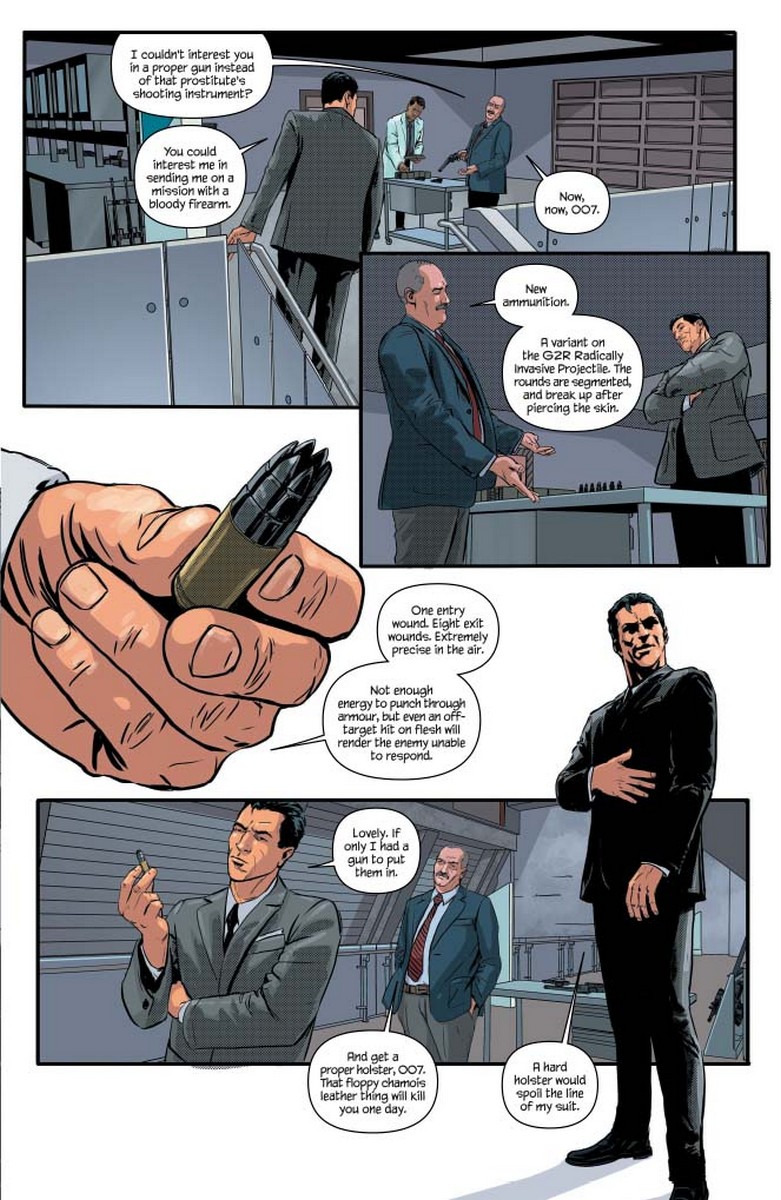 I couldn't interest you
in a proper gun instead
of that prostitute's
shooting instrument?
You could
interest me in
sending me on a
mission with a
bloody firearm.
Now,
now, 007.
New
ammunition.
A variant on
the G2R Radically
Invasive Projectile. The
rounds are segmented,
and break up after
piercing the skin.
One entry
wound. Eight exit
wounds. Extremely
precise in the air.
Not enough
energy to punch through
armour, but even an off-
target hit on flesh will
render the enemy unable
to respond.
Lovely. If
only I had a
gun to put
them in.
And get a
proper holster, 007.
That floppy chamois
leather thing will kill
you one day.
A hard
holster would
spoil the line
of my suit.